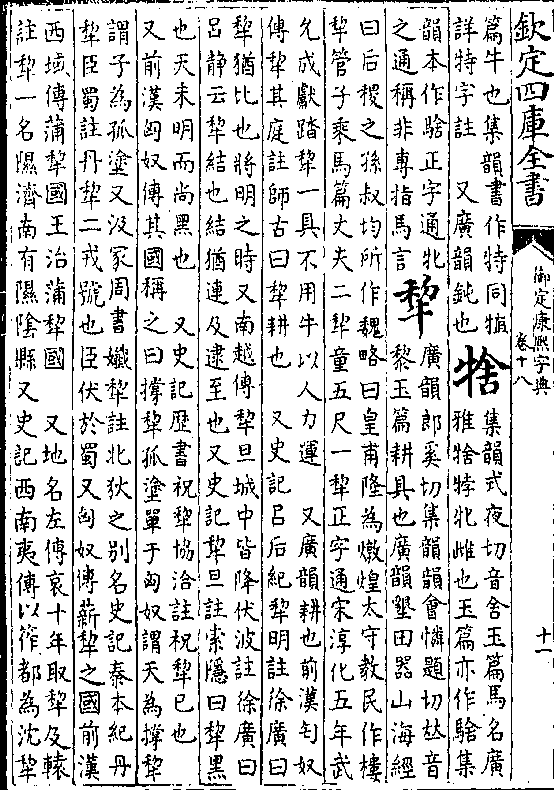 欽定四庫全書
御定康熙字典
卷十八
十一
篇牛也集韻書作特同犆
詳特字註　又廣韻鈍也 㹿 集韻式夜切音舍玉篇馬名廣
雅㹿牸牝雌也玉篇亦作騇集
韻本作騇正字通牝
之通稱非專指馬言 犂 廣韻郎奚切集韻韻會憐題切𠀤音
黎玉篇耕具也廣韻墾田器山海經
曰后稷之孫叔均所作魏略曰皇甫隆為燉煌太守教民作樓
犂管子乘馬篇丈夫二犂童五尺一犂正字通宋淳化五年武
允成獻踏犂一具不用牛以人力運　又廣韻耕也前漢匈奴
傳犂其庭註師古曰犂耕也　又史記吕后紀犂明註徐廣曰
犂猶比也將明之時又南越傳犂旦城中皆降伏波註徐廣曰
吕靜云犂結也結猶連及逮至也又史記犂旦註索隱曰犂黑
也天未明而尚黑也　又史記歴書祝犂協洽註祝犂已也
又前漢匈奴傳其國稱之曰撐犂孤塗單于匈奴謂天為撐犂
謂子為孤塗又汲冢周書孅犂註北狄之别名史記秦本紀丹
犂臣蜀註丹犂二戎號也臣伏於蜀又匈奴傳薪犂之國前漢
西域傳蒲犂國王治蒲犂國　又地名左傳哀十年取犂及轅
註犂一名隰濟南有隰陰縣又史記西南夷傳以筰都為沈犂